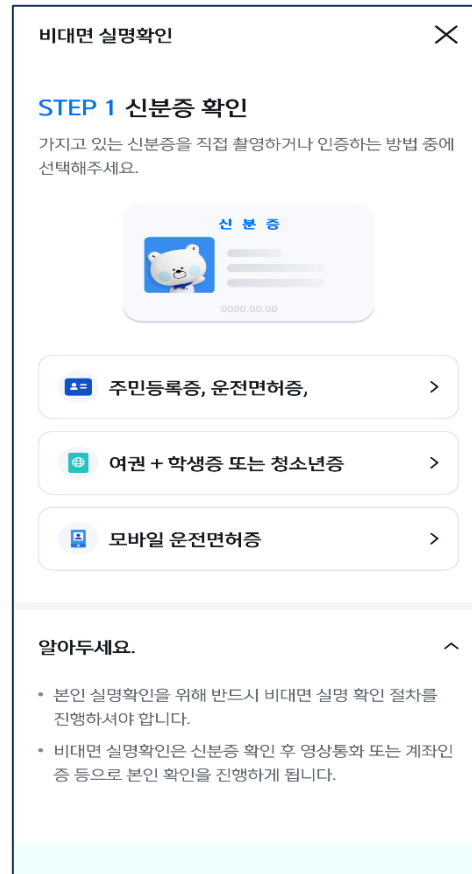 비대면 실명확인
STEP 1 신분증 확인
가지고 있는 신분증을 직접 촬영하거나 인증하는 방법 중에
선택해주세요.
신 분 증
0000.00.00
주민등록증, 운전면허증,
여권 + 학생증 또는 청소년증
모바일 운전면허증
알아두세요.
• 본인 실명확인을 위해 반드시 비대면 실명 확인 절차를
진행하셔야 합니다.
• 비대면 실명확인은 신분증 확인 후 영상통화 또는 계좌인
증 등으로 본인 확인을 진행하게 됩니다.